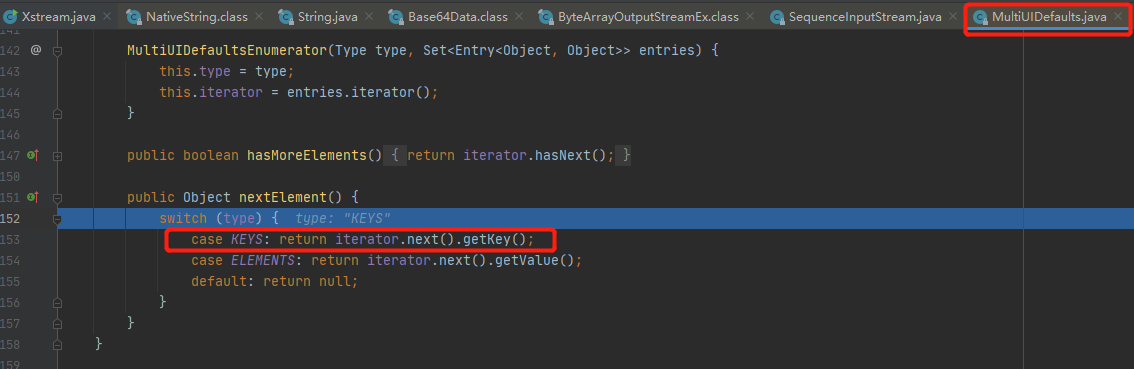 Xstream.java × NativeString.class × String.java × Base64Data.class × ByteArrayOutputStreamEx.class × SequenceInputStream.java × MultiUIDefaults.java ×
141
142 @ MultiUIDefaultsEnumerator(Type type, Set<Entry<Object, Object>> entries) {
143 this.type = type;
144 this.iterator = entries.iterator();
145 }
146
147 public boolean hasMoreElements() { return iterator.hasNext(); }
150
151 public Object nextElement() {
152 switch (type) { type: "KEYS"
153 case KEYS: return iterator.next().getKey();
154 case ELEMENTS: return iterator.next().getValue();
155 default: return null;
156 }
157 }
158 }
159